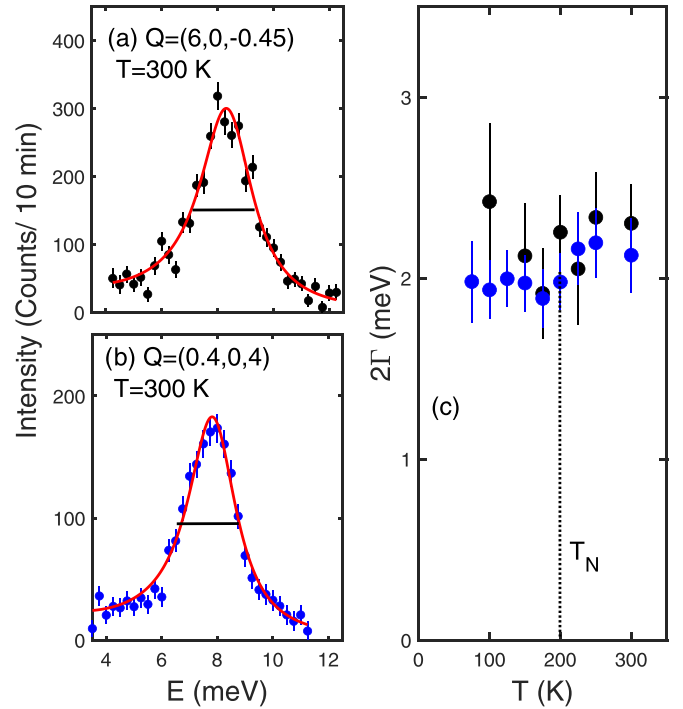 (a) Q=(6,0,-0.45)
T=300 K
400
300
200
100
0
(b) Q=(0.4,0,4)
T=300 K
200
100
0
4 6 8 10 12
E (meV)
Intensity (Counts/ 10 min)
3
2
1
0
2Γ (meV)
(c)
T_N
0 100 200 300
T (K)